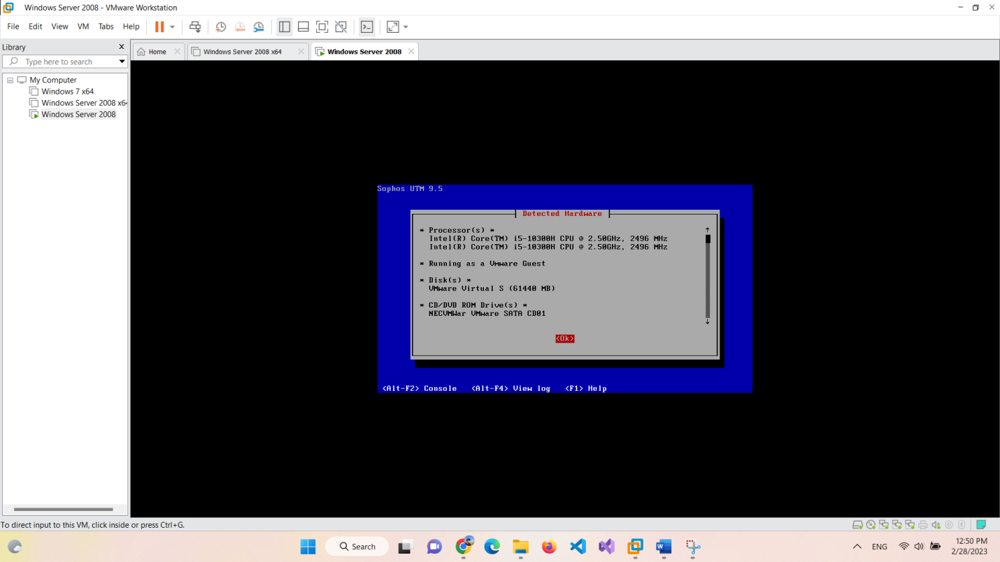 Windows Server 2008 - VMware Workstation
File Edit View VM Tabs Help
Library
Type here to search
My Computer
Windows 7 x64
Windows Server 2008 x64
Windows Server 2008
Home
Windows Server 2008 x64
Windows Server 2008
Sophos UTM 9.5
Detected Hardware
* Processor(s) *
Intel(R) Core(TM) i5-10300H CPU @ 2.50GHz, 2496 MHz
Intel(R) Core(TM) i5-10300H CPU @ 2.50GHz, 2496 MHz
* Running as a Vmware Guest
* Disk(s) *
VMware Virtual S (61440 MB)
* CD/DVD ROM Drive(s) *
NECVMWar VMware SATA CD01
<Ok>
<Alt-F2> Console <Alt-F4> View log <F1> Help
To direct input to this VM, click inside or press Ctrl+G.
Search
ENG
12:50 PM
2/28/2023